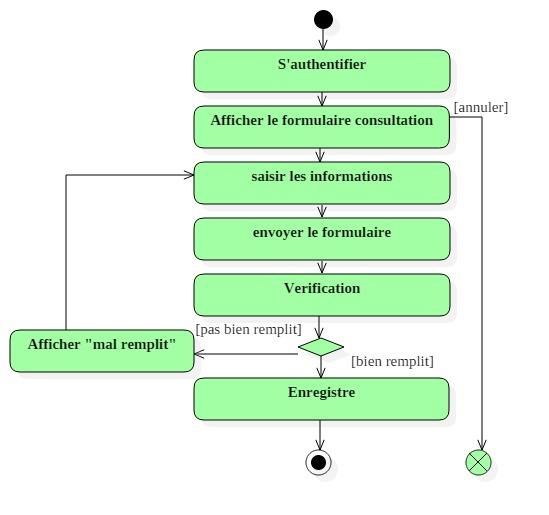 S'authentifier
[annuler]
Afficher le formulaire consultation
saisir les informations
envoyer le formulaire
Verification
[pas bien remplit]
Afficher "mal remplit"
[bien remplit]
Enregistre